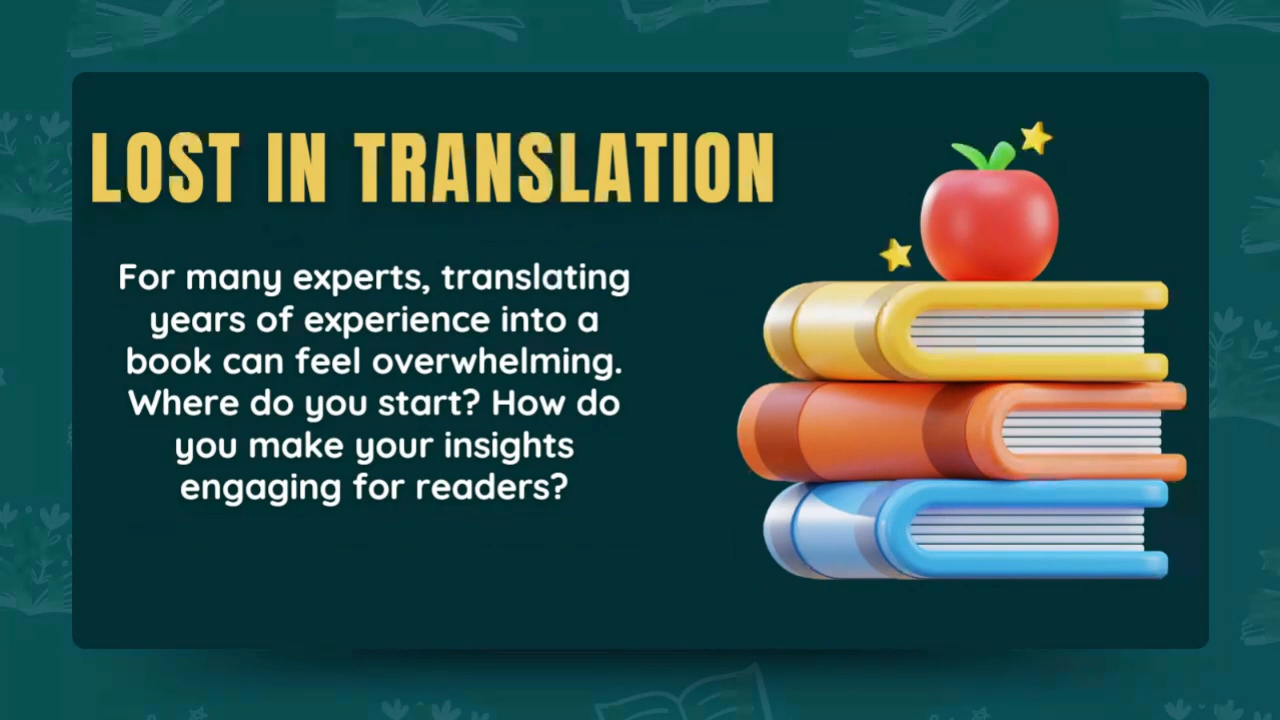 LOST IN TRANSLATION
For many experts, translating
years of experience into a
book can feel overwhelming.
Where do you start? How do
you make your insights
engaging for readers?